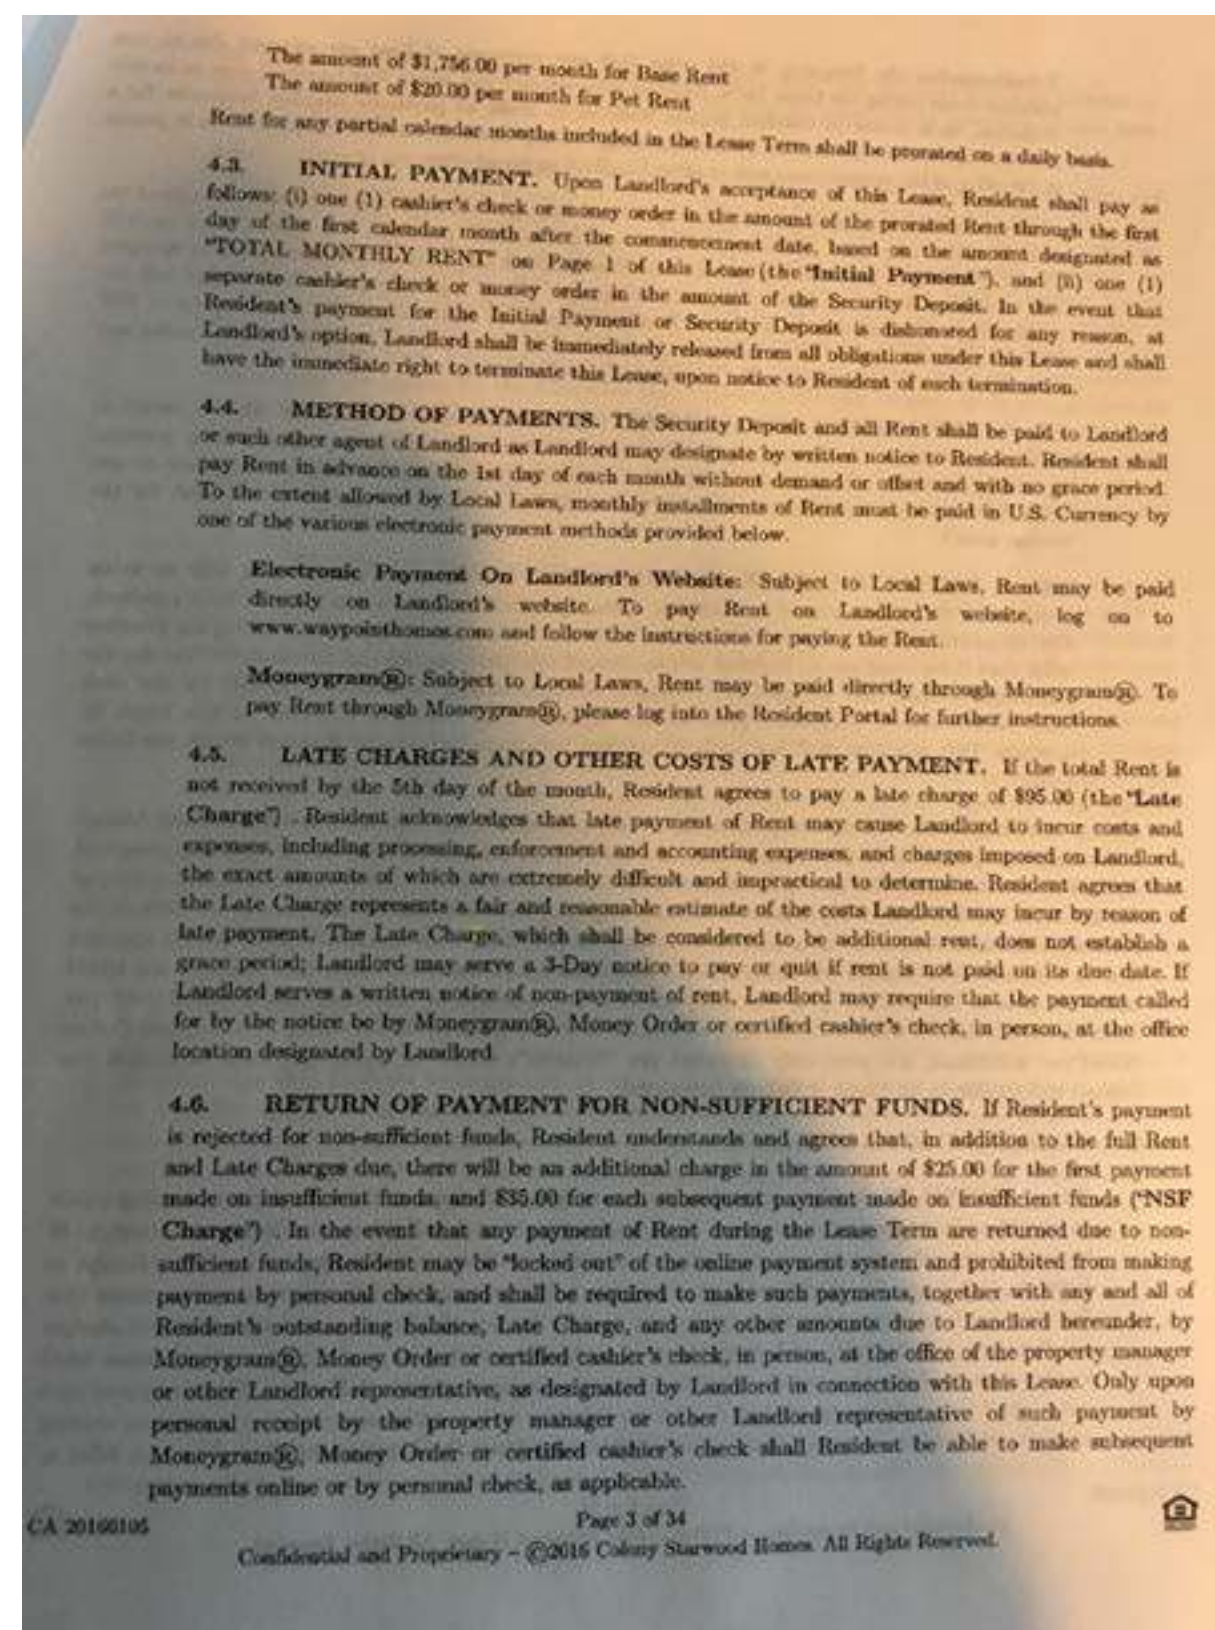 The amount of $1,756.00 per month for Base Rent
The amount of $20.00 per month for Pet Rent
Rent for any partial calendar months included in the Lease Term shall be prorated on a daily basis.
4.3. INITIAL PAYMENT. Upon Landlord's acceptance of this Lease, Resident shall pay as
follows: (i) one (1) cashier's check or money order in the amount of the prorated Rent through the first
day of the first calendar month after the commencement date, based on the amount designated as
"TOTAL MONTHLY RENT" on Page 1 of this Lease (the "Initial Payment"), and (ii) one (1)
separate cashier's check or money order in the amount of the Security Deposit. In the event that
Resident's payment for the Initial Payment or Security Deposit is dishonored for any reason, at
Landlord's option, Landlord shall be immediately released from all obligations under this Lease and shall
have the immediate right to terminate this Lease, upon notice to Resident of such termination.
4.4. METHOD OF PAYMENTS. The Security Deposit and all Rent shall be paid to Landlord
or such other agent of Landlord as Landlord may designate by written notice to Resident. Resident shall
pay Rent in advance on the 1st day of each month without demand or offset and with no grace period.
To the extent allowed by Local Laws, monthly installments of Rent must be paid in U.S. Currency by
one of the various electronic payment methods provided below.
Electronic Payment On Landlord's Website: Subject to Local Laws, Rent may be paid
directly on Landlord's website. To pay Rent on Landlord's website, log on to
www.waypointhomes.com and follow the instructions for paying the Rent.
Moneygram®: Subject to Local Laws, Rent may be paid directly through Moneygram®. To
pay Rent through Moneygram®, please log into the Resident Portal for further instructions.
4.5. LATE CHARGES AND OTHER COSTS OF LATE PAYMENT. If the total Rent is
not received by the 5th day of the month, Resident agrees to pay a late charge of $95.00 (the "Late
Charge") . Resident acknowledges that late payment of Rent may cause Landlord to incur costs and
expenses, including processing, enforcement and accounting expenses, and charges imposed on Landlord,
the exact amounts of which are extremely difficult and impractical to determine. Resident agrees that
the Late Charge represents a fair and reasonable estimate of the costs Landlord may incur by reason of
late payment. The Late Charge, which shall be considered to be additional rent, does not establish a
grace period; Landlord may serve a 3-Day notice to pay or quit if rent is not paid on its due date. If
Landlord serves a written notice of non-payment of rent, Landlord may require that the payment called
for by the notice be by Moneygram®, Money Order or certified cashier's check, in person, at the office
location designated by Landlord.
4.6. RETURN OF PAYMENT FOR NON-SUFFICIENT FUNDS. If Resident's payment
is rejected for non-sufficient funds, Resident understands and agrees that, in addition to the full Rent
and Late Charges due, there will be an additional charge in the amount of $25.00 for the first payment
made on insufficient funds, and $35.00 for each subsequent payment made on insufficient funds ("NSF
Charge") . In the event that any payment of Rent during the Lease Term are returned due to non-
sufficient funds, Resident may be "locked out" of the online payment system and prohibited from making
payment by personal check, and shall be required to make such payments, together with any and all of
Resident's outstanding balance, Late Charge, and any other amounts due to Landlord hereunder, by
Moneygram®, Money Order or certified cashier's check, in person, at the office of the property manager
or other Landlord representative, as designated by Landlord in connection with this Lease. Only upon
personal receipt by the property manager or other Landlord representative of such payment by
Moneygram®, Money Order or certified cashier's check shall Resident be able to make subsequent
payments online or by personal check, as applicable.
CA 20160105
Page 3 of 34
Confidential and Proprietary – ©2016 Colony Starwood Homes. All Rights Reserved.